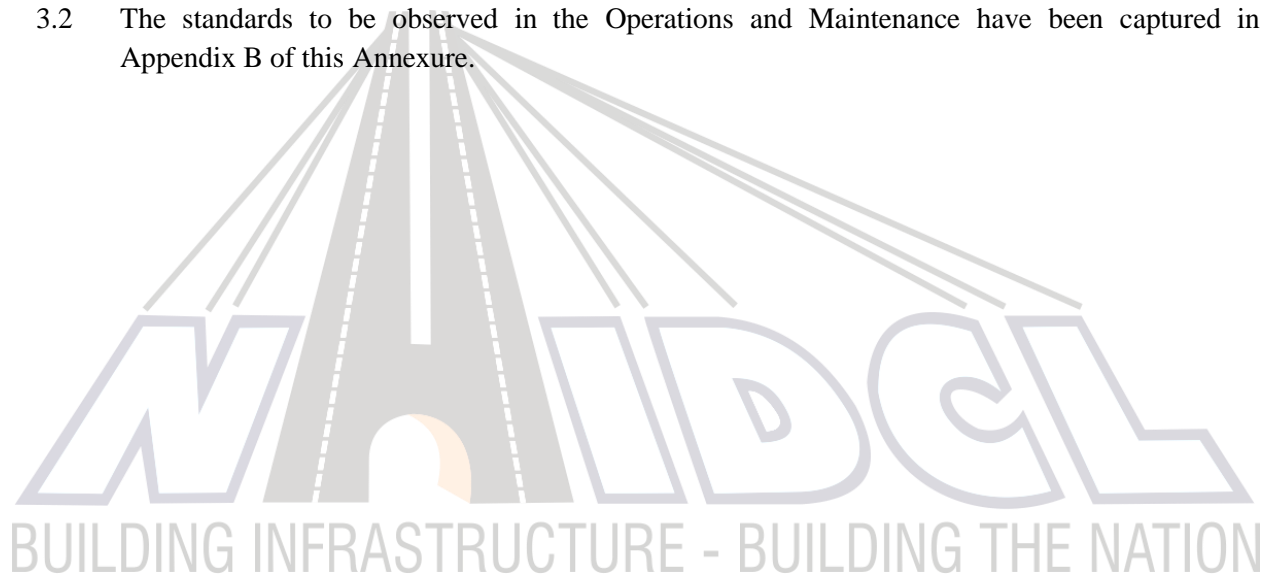 3.2 The standards to be observed in the Operations and Maintenance have been captured in
Appendix B of this Annexure.
NHIDCL
BUILDING INFRASTRUCTURE - BUILDING THE NATION